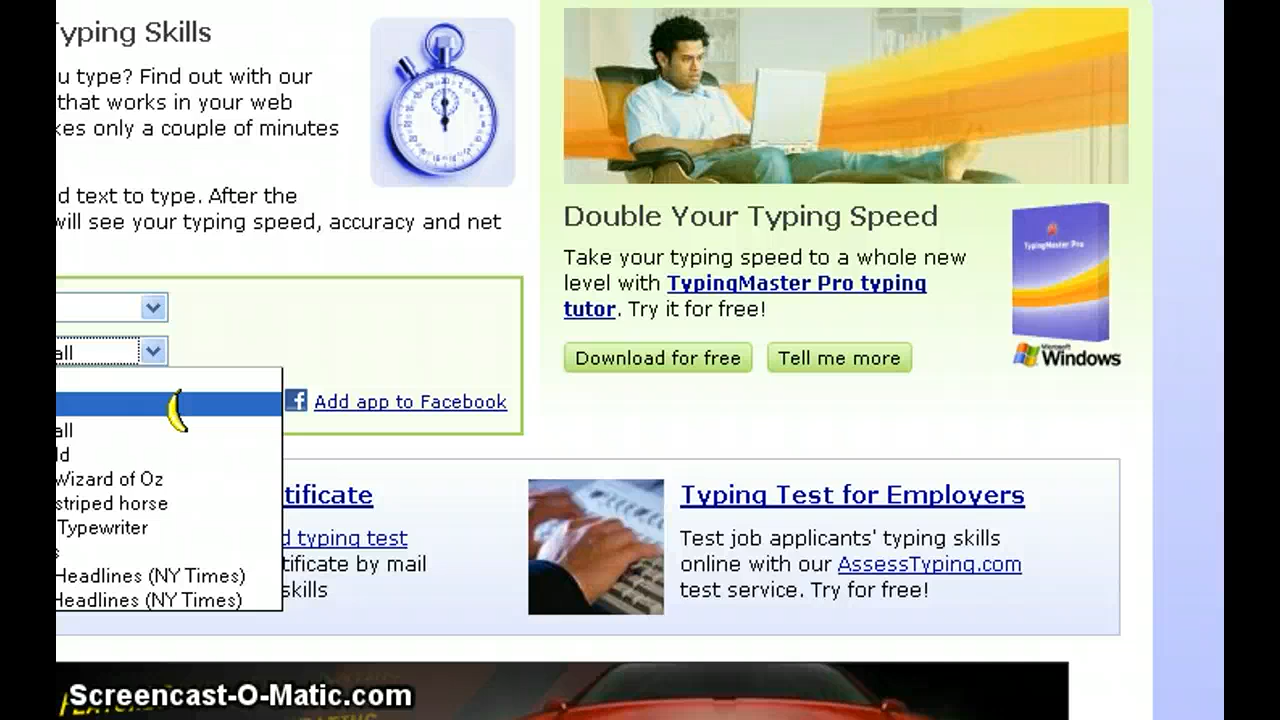 Typing Skills
u type? Find out with our
that works in your web
kes only a couple of minutes
d text to type. After the
will see your typing speed, accuracy and net
all
all
ld
Wizard of Oz
striped horse
Typewriter
s
Headlines (NY Times)
Headlines (NY Times)
Add app to Facebook
Double Your Typing Speed
Take your typing speed to a whole new
level with TypingMaster Pro typing
tutor. Try it for free!
Download for free
Tell me more
TypingMaster Pro
Microsoft
Windows
tificate
d typing test
tificate by mail
skills
Typing Test for Employers
Test job applicants' typing skills
online with our AssessTyping.com
test service. Try for free!
Screencast-O-Matic.com